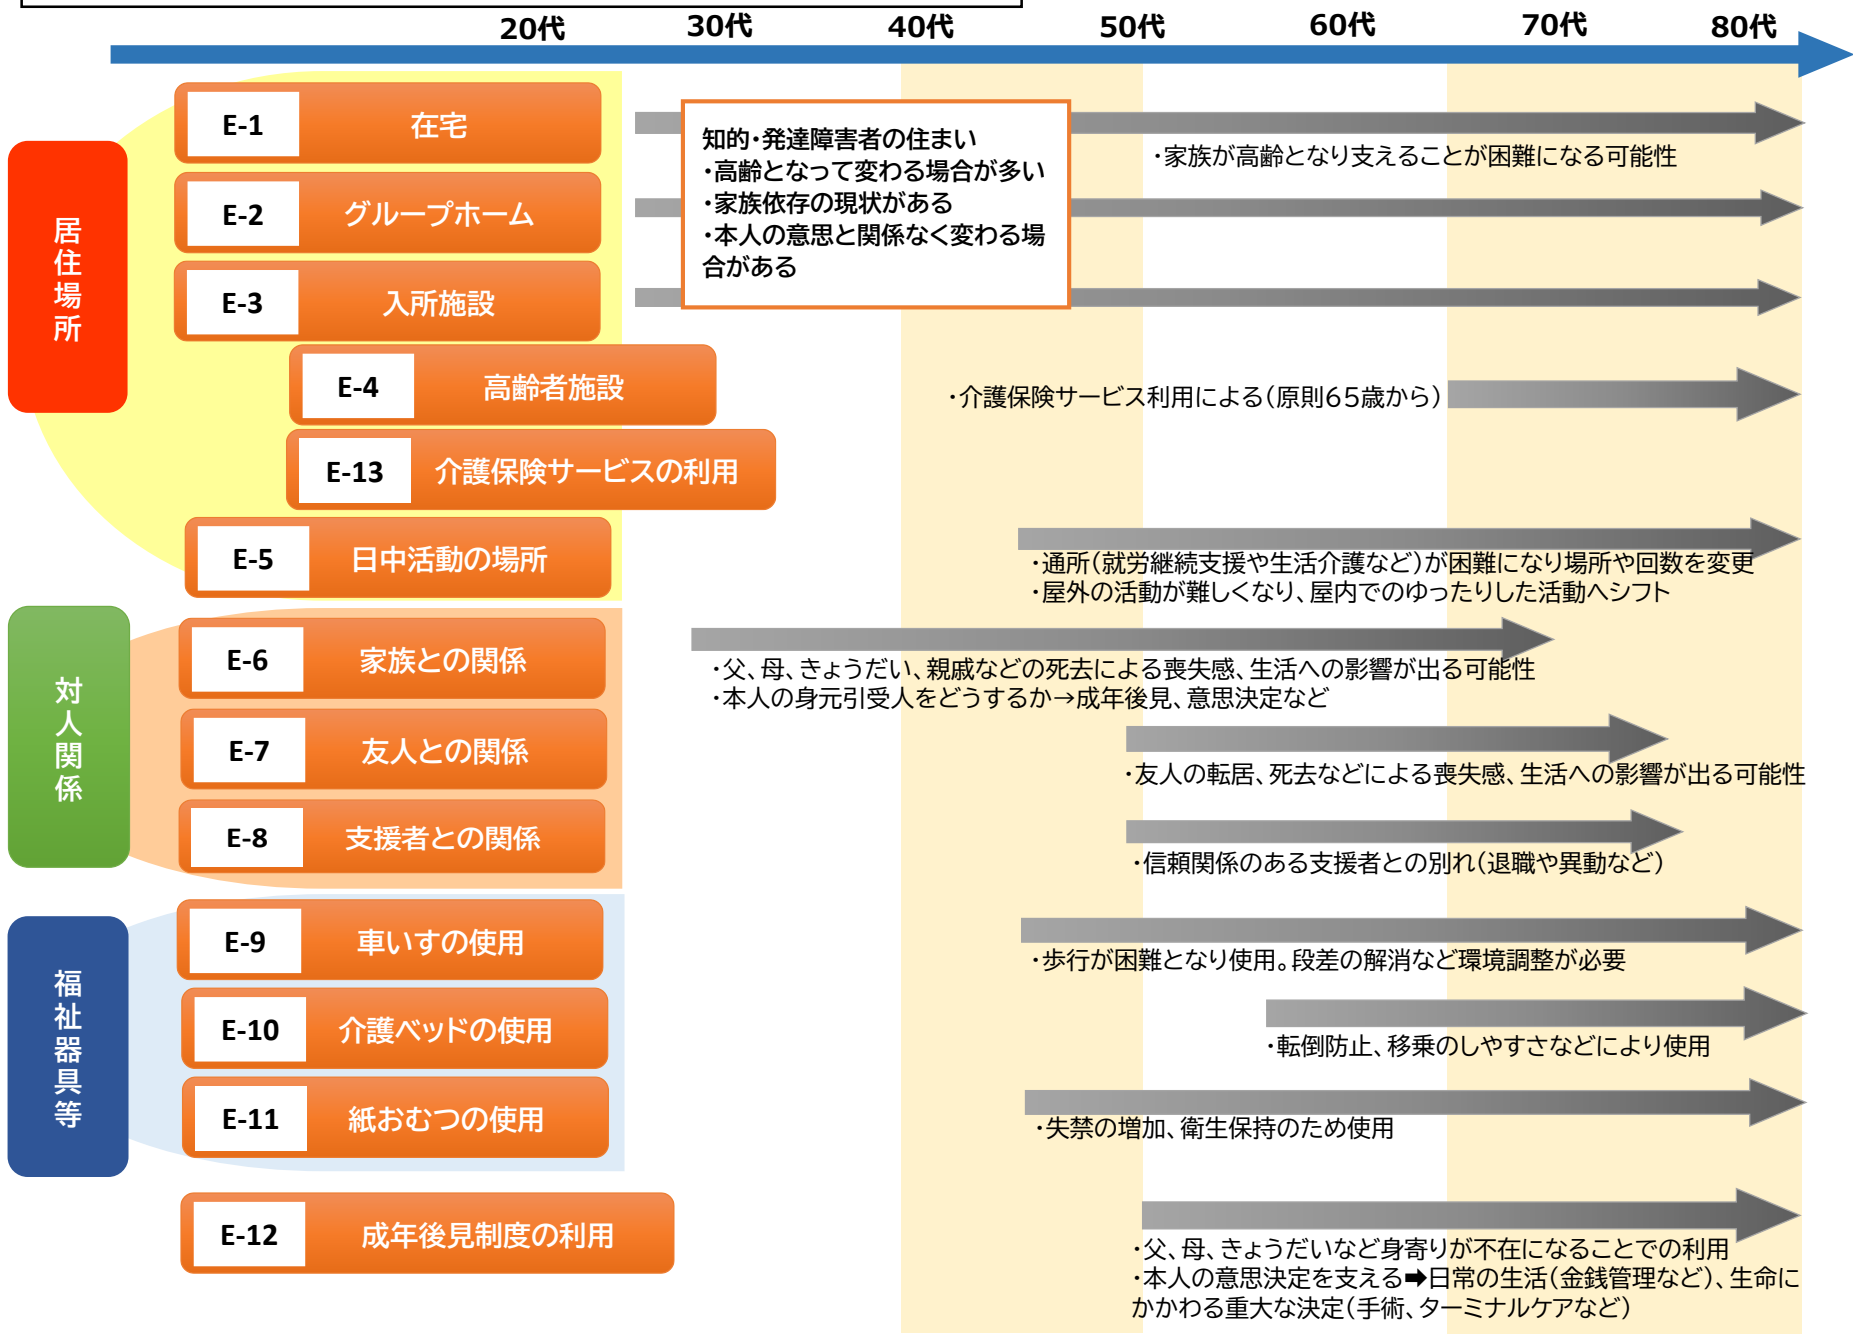 20代
30代
40代
50代
60代
70代
80代
居住場所
E-1
在宅
知的・発達障害者の住まい
・高齢となって変わる場合が多い
・家族依存の現状がある
・本人の意思と関係なく変わる場
合がある
・家族が高齢となり支えることが困難になる可能性
E-2
グループホーム
E-3
入所施設
E-4
高齢者施設
・介護保険サービス利用による（原則６５歳から）
E-13
介護保険サービスの利用
E-5
日中活動の場所
・通所（就労継続支援や生活介護など）が困難になり場所や回数を変更
・屋外の活動が難しくなり、屋内でのゆったりした活動へシフト
対人関係
E-6
家族との関係
・父、母、きょうだい、親戚などの死去による喪失感、生活への影響が出る可能性
・本人の身元引受人をどうするか→成年後見、意思決定など
E-7
友人との関係
・友人の転居、死去などによる喪失感、生活への影響が出る可能性
E-8
支援者との関係
・信頼関係のある支援者との別れ（退職や異動など）
福祉器具等
E-9
車いすの使用
・歩行が困難となり使用。段差の解消など環境調整が必要
E-10
介護ベッドの使用
・転倒防止、移乗のしやすさなどにより使用
E-11
紙おむつの使用
・失禁の増加、衛生保持のため使用
E-12
成年後見制度の利用
・父、母、きょうだいなど身寄りが不在になることでの利用
・本人の意思決定を支える➡日常の生活（金銭管理など）、生命に
かかわる重大な決定（手術、ターミナルケアなど）